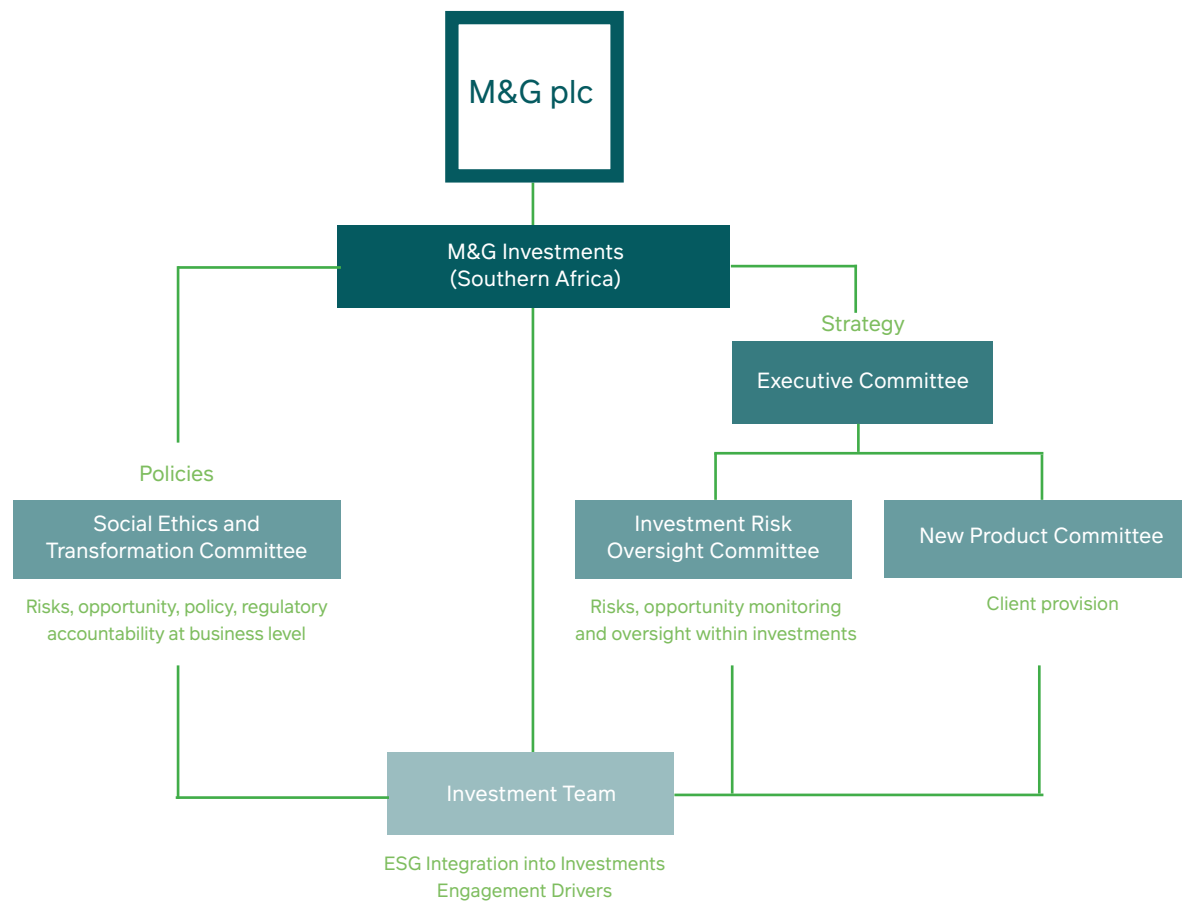 M&G plc
M&G Investments
(Southern Africa)
Strategy
Executive Committee
Policies
Social Ethics and
Transformation Committee
Risks, opportunity, policy, regulatory
accountability at business level
Investment Risk
Oversight Committee
Risks, opportunity monitoring
and oversight within investments
New Product Committee
Client provision
Investment Team
ESG Integration into Investments
Engagement Drivers